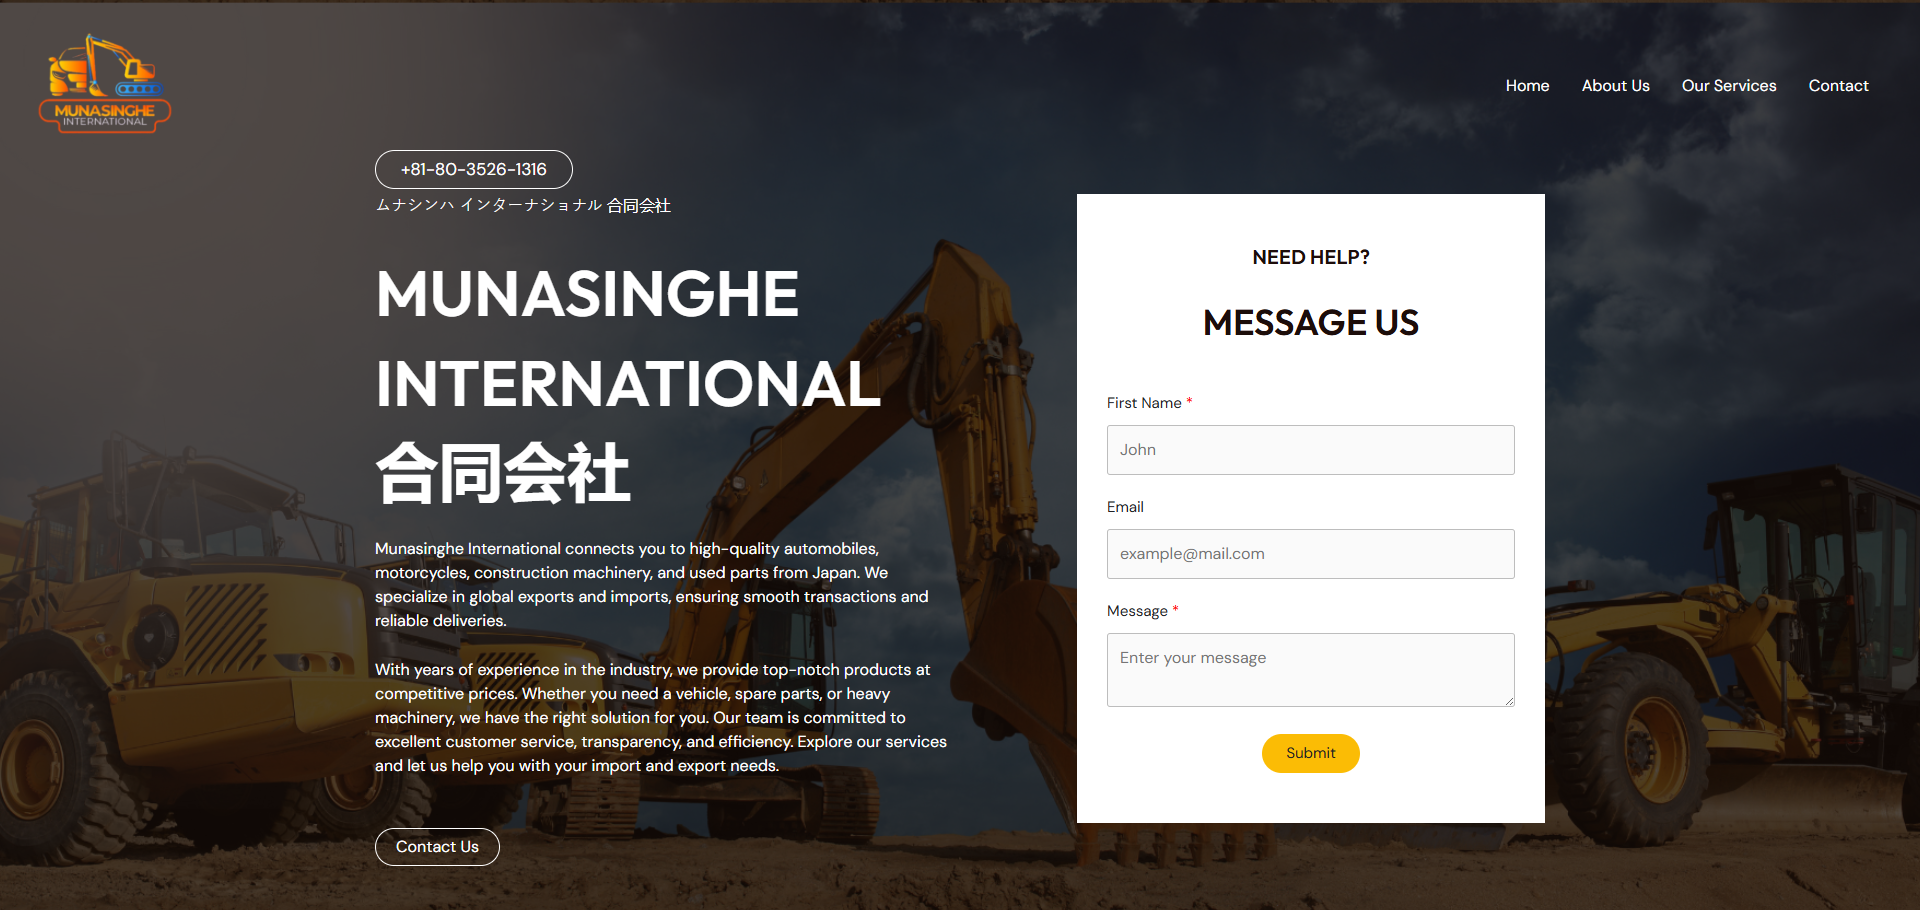 MUNASINGHE
INTERNATIONAL
Home
About Us
Our Services
Contact
+81-80-3526-1316
ムナシンハ インターナショナル 合同会社
MUNASINGHE
INTERNATIONAL
合同会社
Munasinghe International connects you to high-quality automobiles,
motorcycles, construction machinery, and used parts from Japan. We
specialize in global exports and imports, ensuring smooth transactions and
reliable deliveries.
With years of experience in the industry, we provide top-notch products at
competitive prices. Whether you need a vehicle, spare parts, or heavy
machinery, we have the right solution for you. Our team is committed to
excellent customer service, transparency, and efficiency. Explore our services
and let us help you with your import and export needs.
Contact Us
NEED HELP?
MESSAGE US
First Name *
John
Email
example@mail.com
Message *
Enter your message
Submit